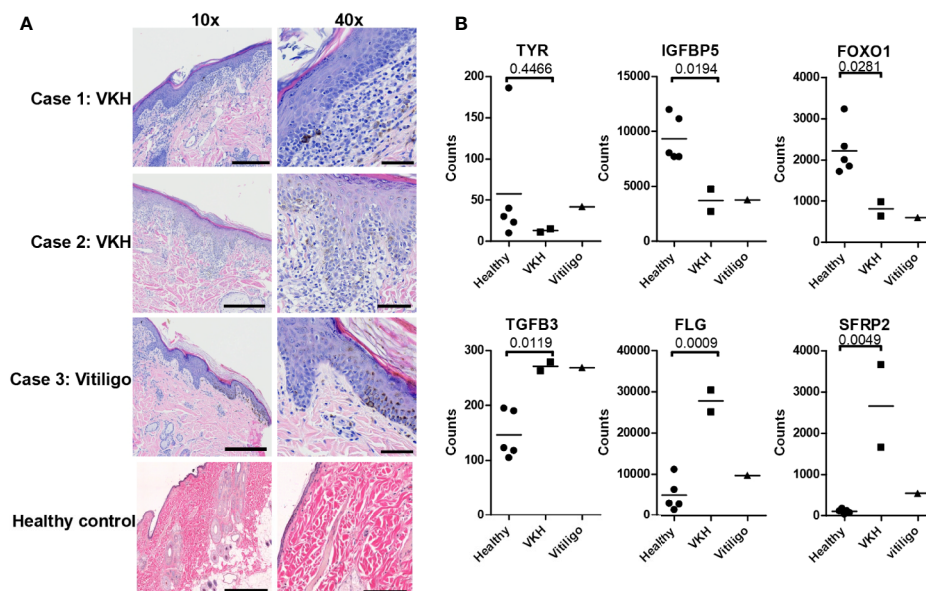 A
10x 40x
Case 1: VKH
Case 2: VKH
Case 3: Vitiligo
Healthy control
B
TYR
0.4466
Counts
200
150
100
50
0
Healthy
VKH
Vitiligo
IGFBP5
0.0194
Counts
15000
10000
5000
0
Healthy
VKH
Vitiligo
FOXO1
0.0281
Counts
4000
3000
2000
1000
0
Healthy
VKH
Vitiligo
TGFB3
0.0119
Counts
300
200
100
0
Healthy
VKH
Vitiligo
FLG
0.0009
Counts
40000
30000
20000
10000
0
Healthy
VKH
Vitiligo
SFRP2
0.0049
Counts
4000
3000
2000
1000
0
Healthy
VKH
vitiligo